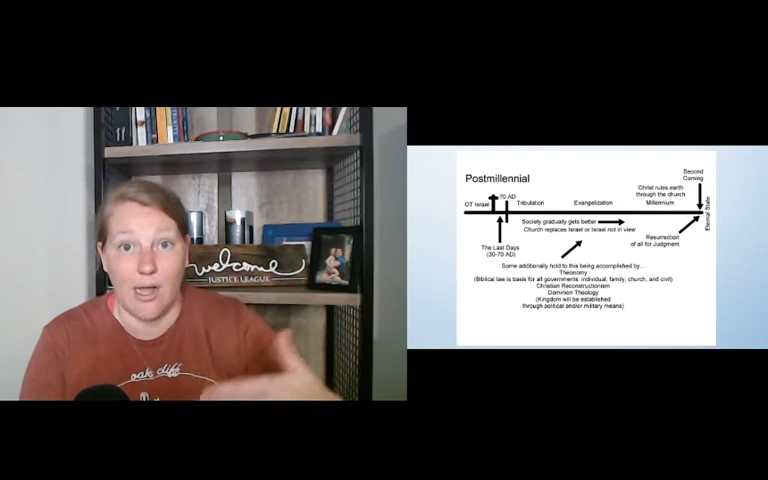 welcome
JUSTICE LEAGUE
oak cliff
Postmillennial
Second
Coming
Christ rules earth
through the church
70 AD
OT Israel
Tribulation
Evangelization
Millennium
Eternal State
Society gradually gets better
Church replaces Israel or Israel not in view
Resurrection
of all for Judgment
The Last Days
(30-70 AD)
Some additionally hold to this being accomplished by...
Theonomy
(Biblical law is basis for all governments: individual, family, church, and civil)
Christian Reconstructionism
Dominion Theology
(Kingdom will be established
through political and/or military means)